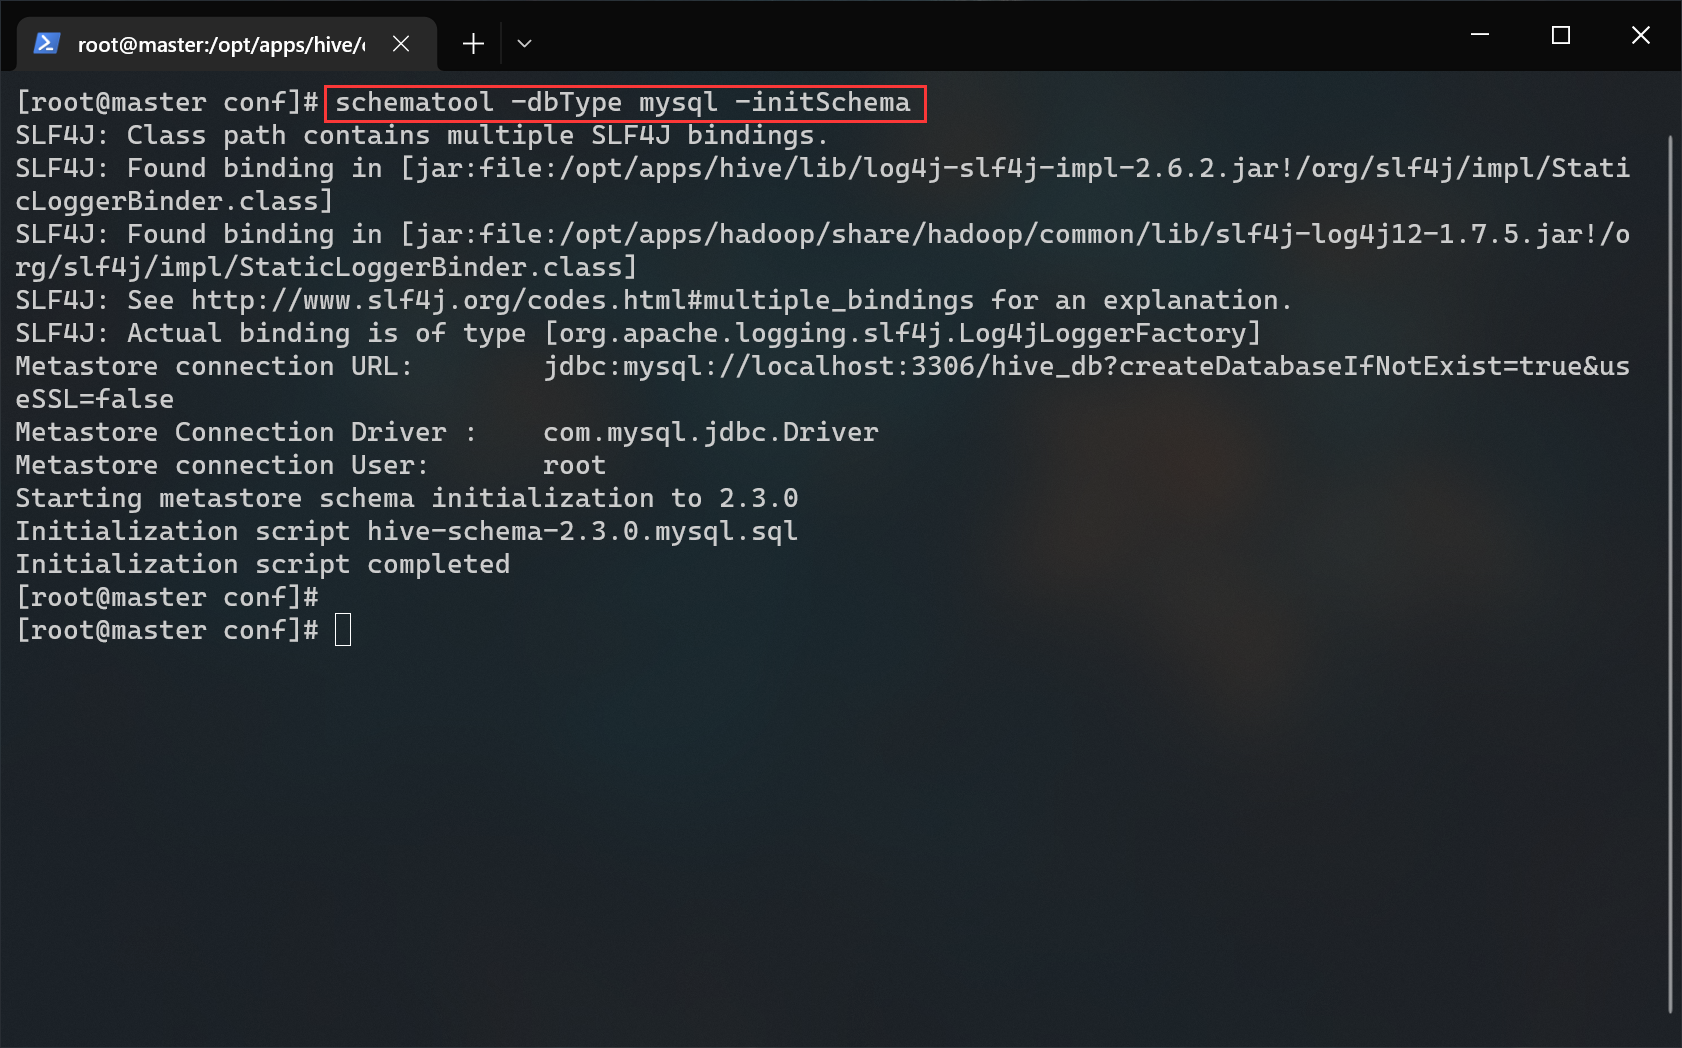 root@master:/opt/apps/hive/
[root@master conf]# schematool -dbType mysql -initSchema
SLF4J: Class path contains multiple SLF4J bindings.
SLF4J: Found binding in [jar:file:/opt/apps/hive/lib/log4j-slf4j-impl-2.6.2.jar!/org/slf4j/impl/Stati
cLoggerBinder.class]
SLF4J: Found binding in [jar:file:/opt/apps/hadoop/share/hadoop/common/lib/slf4j-log4j12-1.7.5.jar!/o
rg/slf4j/impl/StaticLoggerBinder.class]
SLF4J: See http://www.slf4j.org/codes.html#multiple_bindings for an explanation.
SLF4J: Actual binding is of type [org.apache.logging.slf4j.Log4jLoggerFactory]
Metastore connection URL:        jdbc:mysql://localhost:3306/hive_db?createDatabaseIfNotExist=true&us
eSSL=false
Metastore Connection Driver :    com.mysql.jdbc.Driver
Metastore connection User:       root
Starting metastore schema initialization to 2.3.0
Initialization script hive-schema-2.3.0.mysql.sql
Initialization script completed
[root@master conf]#
[root@master conf]#